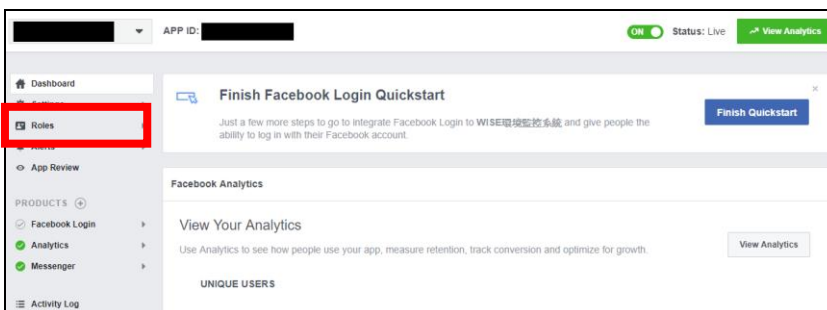 APP ID:
ON
Status: Live
View Analytics
Dashboard
Settings
Roles
Alerts
App Review
PRODUCTS
Facebook Login
Analytics
Messenger
Activity Log
Finish Facebook Login Quickstart
Just a few more steps to go to integrate Facebook Login to WISE環境監控系統 and give people the
ability to log in with their Facebook account.
Finish Quickstart
Facebook Analytics
View Your Analytics
Use Analytics to see how people use your app, measure retention, track conversion and optimize for growth.
View Analytics
UNIQUE USERS